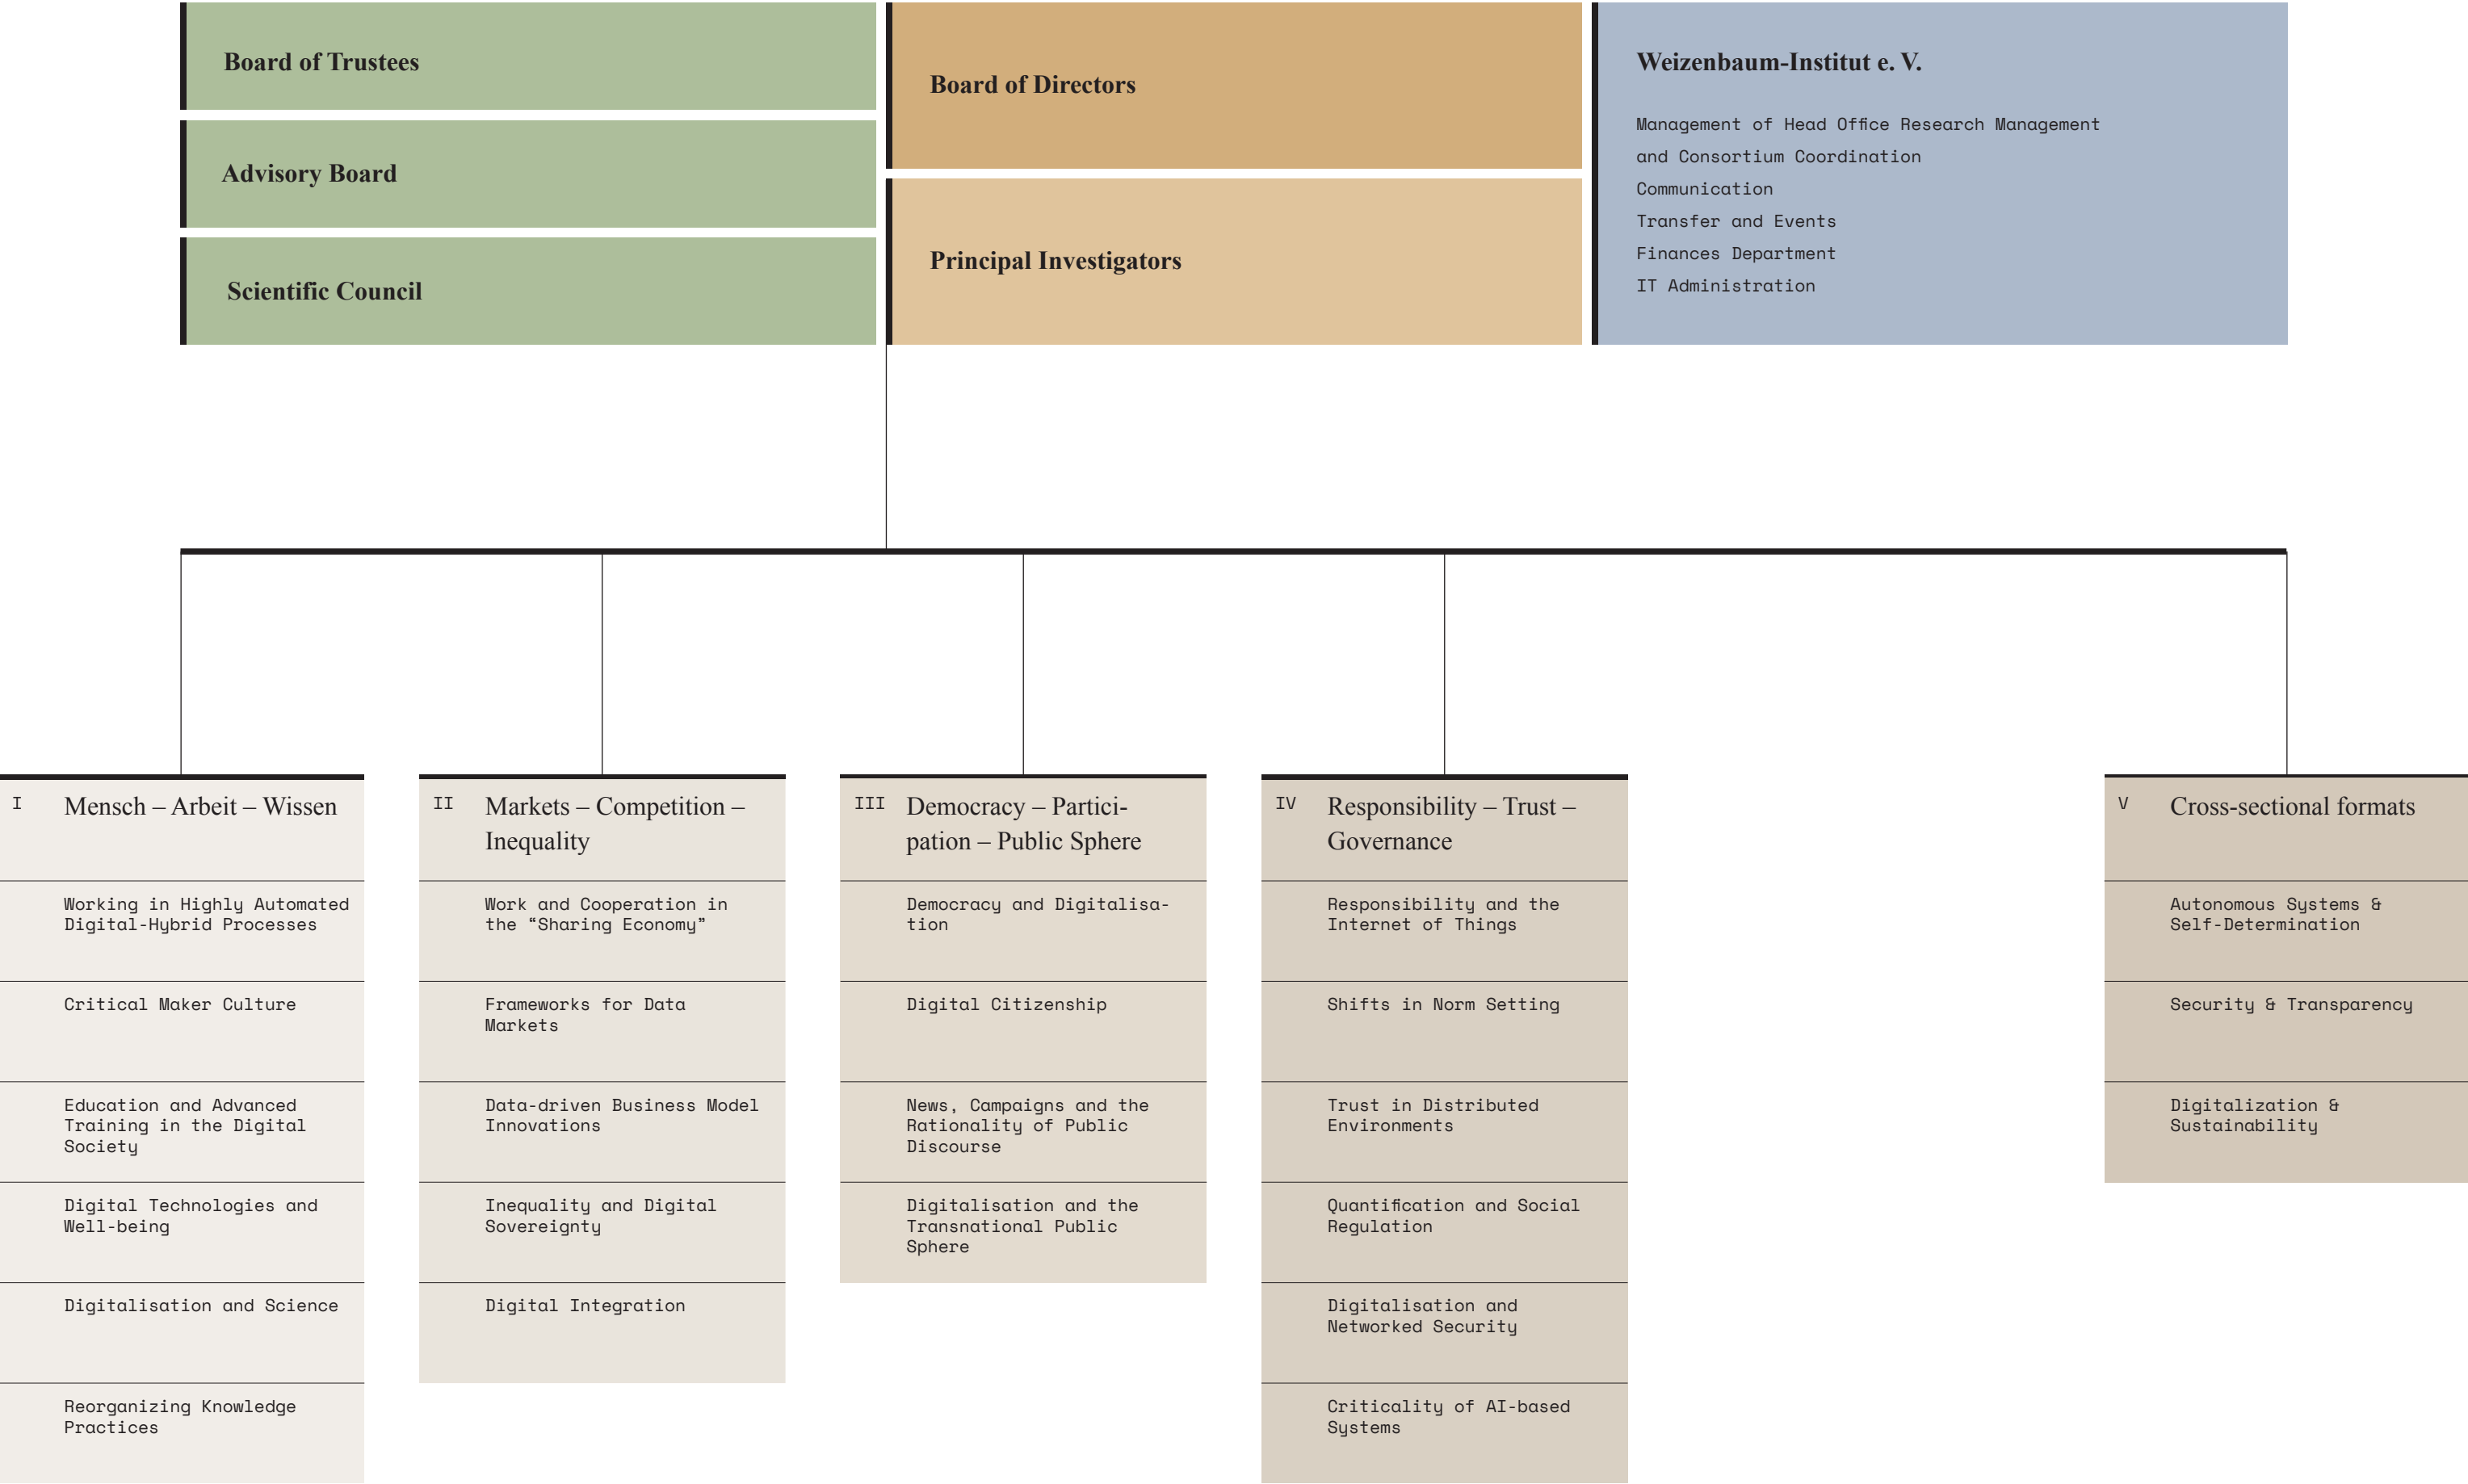 Board of Trustees
Advisory Board
Scientific Council
Board of Directors
Principal Investigators
Weizenbaum-Institut e. V.
Management of Head Office Research Management
and Consortium Coordination
Communication
Transfer and Events
Finances Department
IT Administration
I Mensch – Arbeit – Wissen
Working in Highly Automated
Digital-Hybrid Processes
Critical Maker Culture
Education and Advanced
Training in the Digital
Society
Digital Technologies and
Well-being
Digitalisation and Science
Reorganizing Knowledge
Practices
II Markets – Competition –
Inequality
Work and Cooperation in
the “Sharing Economy”
Frameworks for Data
Markets
Data-driven Business Model
Innovations
Inequality and Digital
Sovereignty
Digital Integration
III Democracy – Partici-
pation – Public Sphere
Democracy and Digitalisa-
tion
Digital Citizenship
News, Campaigns and the
Rationality of Public
Discourse
Digitalisation and the
Transnational Public
Sphere
IV Responsibility – Trust –
Governance
Responsibility and the
Internet of Things
Shifts in Norm Setting
Trust in Distributed
Environments
Quantification and Social
Regulation
Digitalisation and
Networked Security
Criticality of AI-based
Systems
V Cross-sectional formats
Autonomous Systems &
Self-Determination
Security & Transparency
Digitalization &
Sustainability